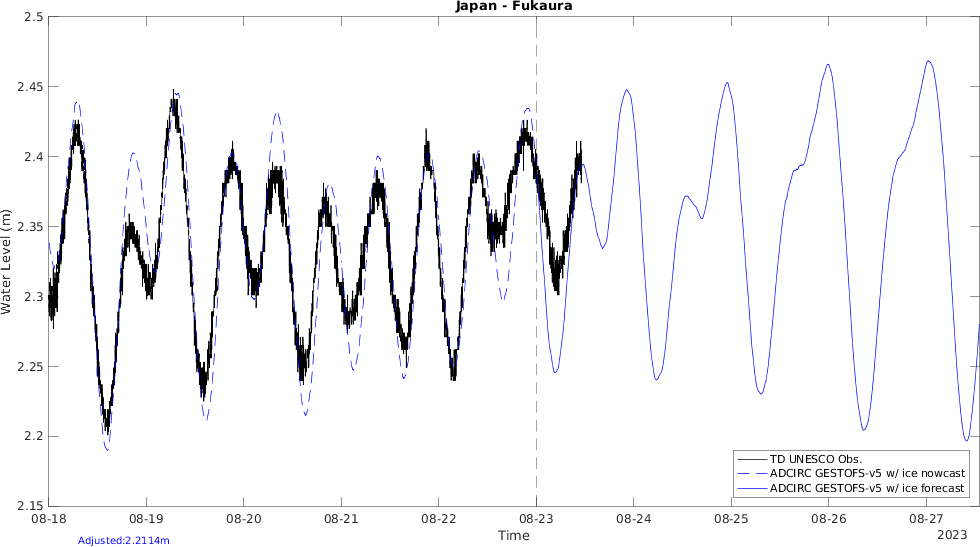 Japan - Fukaura
2.5
2.45
2.4
2.35
2.3
2.25
2.2
2.15
Water Level (m)
TD UNESCO Obs.
ADCIRC GESTOFS-v5 w/ ice nowcast
ADCIRC GESTOFS-v5 w/ ice forecast
08-18 08-19 08-20 08-21 08-22 08-23 08-24 08-25 08-26 08-27
Time
2023
Adjusted:2.2114m